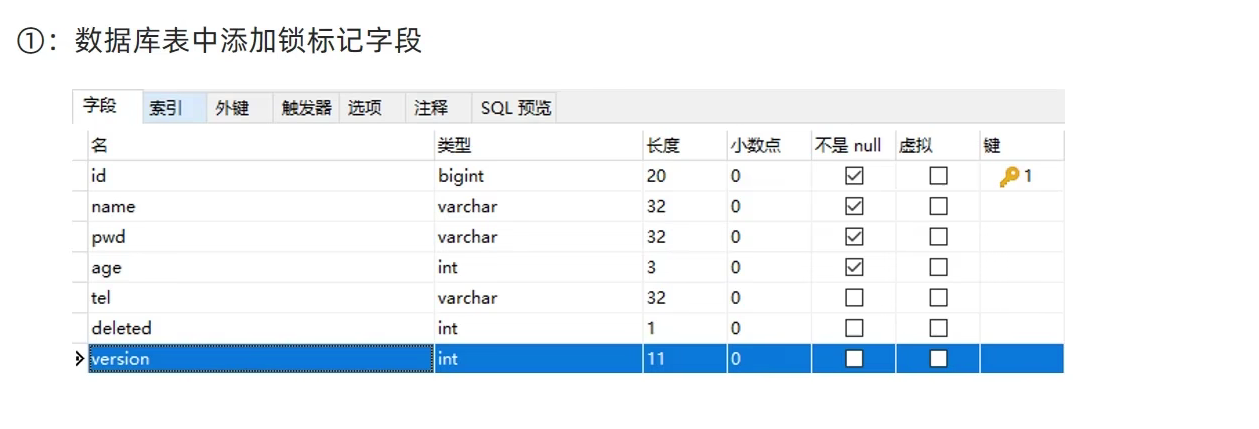 ①：数据库表中添加锁标记字段
字段 索引 外键 触发器 选项 注释 SQL 预览
名 类型 长度 小数点 不是 null 虚拟 键
id bigint 20 0 1
name varchar 32 0
pwd varchar 32 0
age int 3 0
tel varchar 32 0
deleted int 1 0
version int 11 0